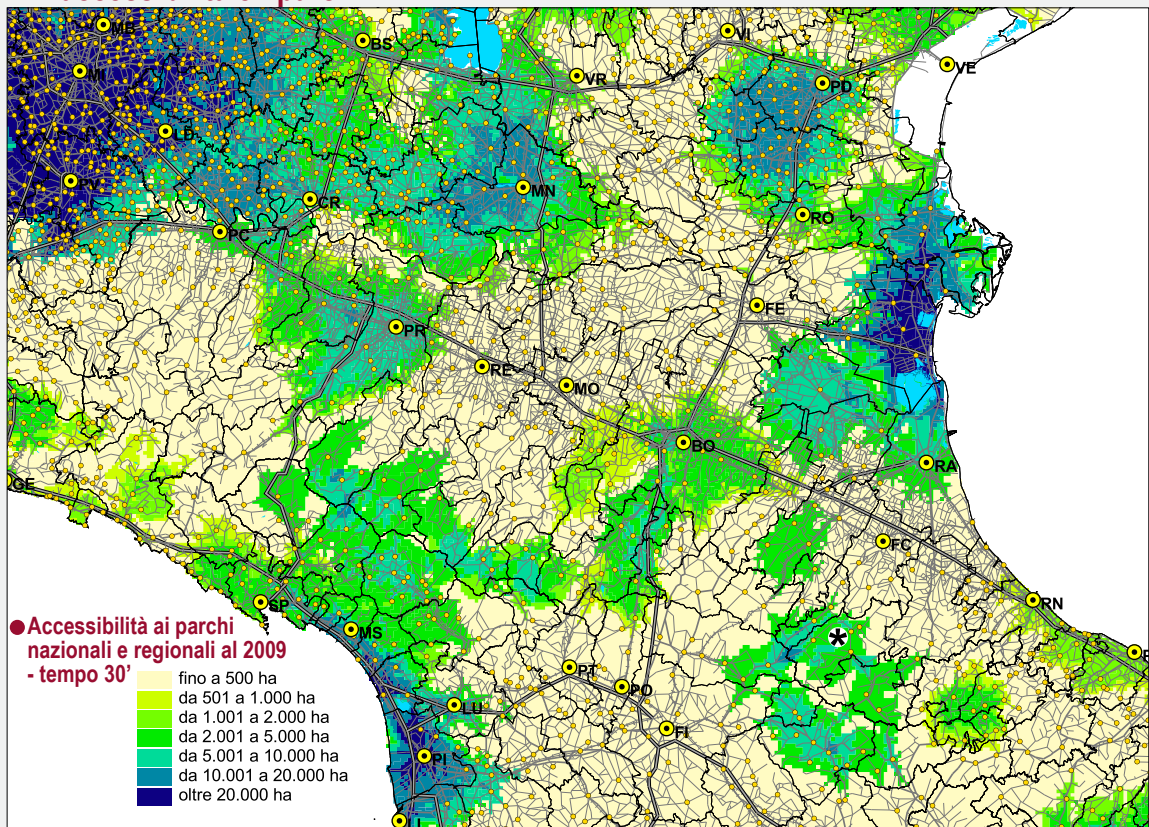 MB
BS
VI
MI
VR
VE
PD
LO
PV
MN
CR
RO
PC
FE
PR
RE
MO
BO
RA
GE
FC
RN
SP
MS
*
PT
PO
LU
FI
PI
LI
Accessibilità ai parchi
nazionali e regionali al 2009
- tempo 30'
fino a 500 ha
da 501 a 1.000 ha
da 1.001 a 2.000 ha
da 2.001 a 5.000 ha
da 5.001 a 10.000 ha
da 10.001 a 20.000 ha
oltre 20.000 ha